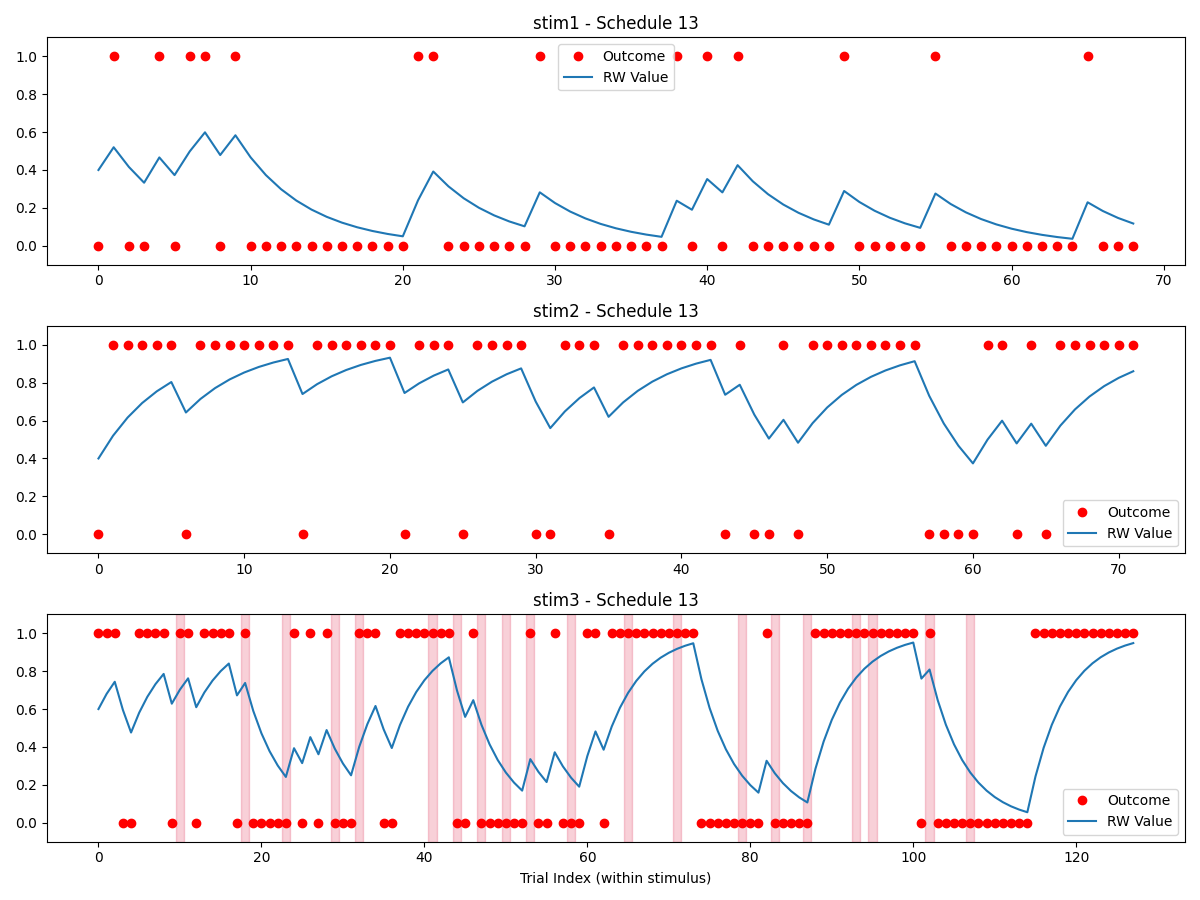 stim1 - Schedule 13
1.0
0.8
0.6
0.4
0.2
0.0
Outcome
RW Value
0 10 20 30 40 50 60 70
stim2 - Schedule 13
1.0
0.8
0.6
0.4
0.2
0.0
Outcome
RW Value
0 10 20 30 40 50 60 70
stim3 - Schedule 13
1.0
0.8
0.6
0.4
0.2
0.0
Outcome
RW Value
0 20 40 60 80 100 120
Trial Index (within stimulus)